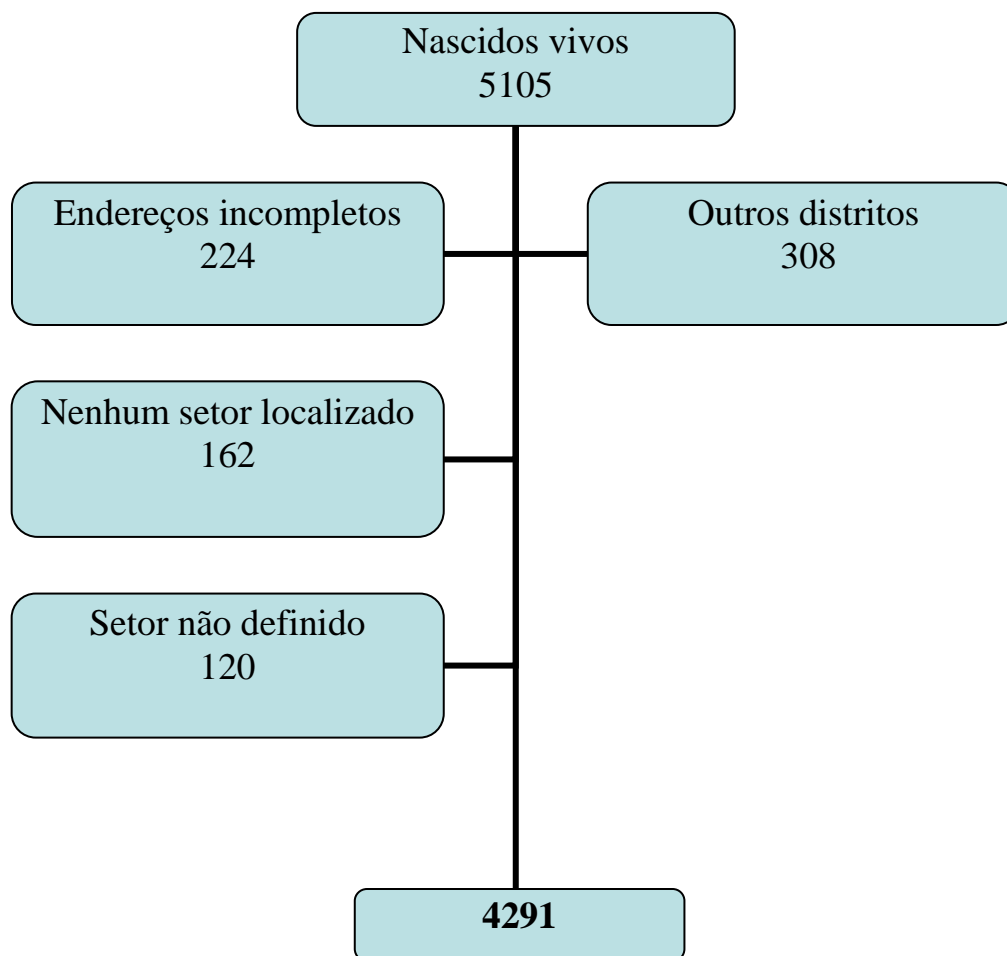 Nascidos vivos
5105
Endereços incompletos
224
Outros distritos
308
Nenhum setor localizado
162
Setor não definido
120
4291